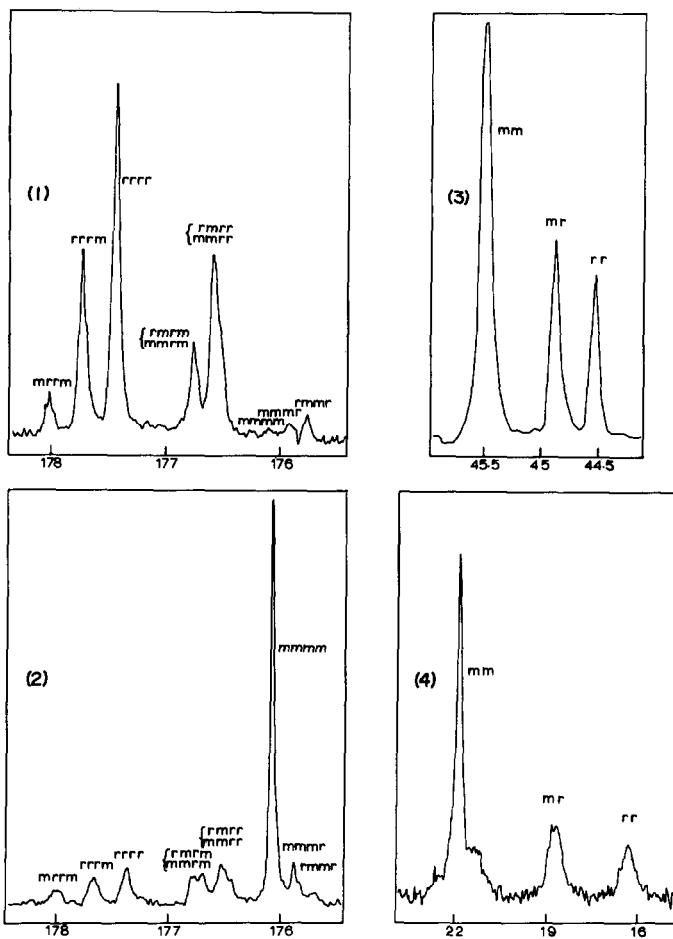 (1)
mrrm
rrrm
rrrr
{rmrm
mmrm
{rmrr
mmrr
mmmm
mmmr
rmmr
178 177 176
(3)
mm
mr
rr
45.5 45 44.5
(2)
mrrm
rrrm
rrrr
{rmrm
mmrm
{rmrr
mmrr
mmmm
mmmr
rmmr
178 177 176
(4)
mm
mr
rr
22 19 16